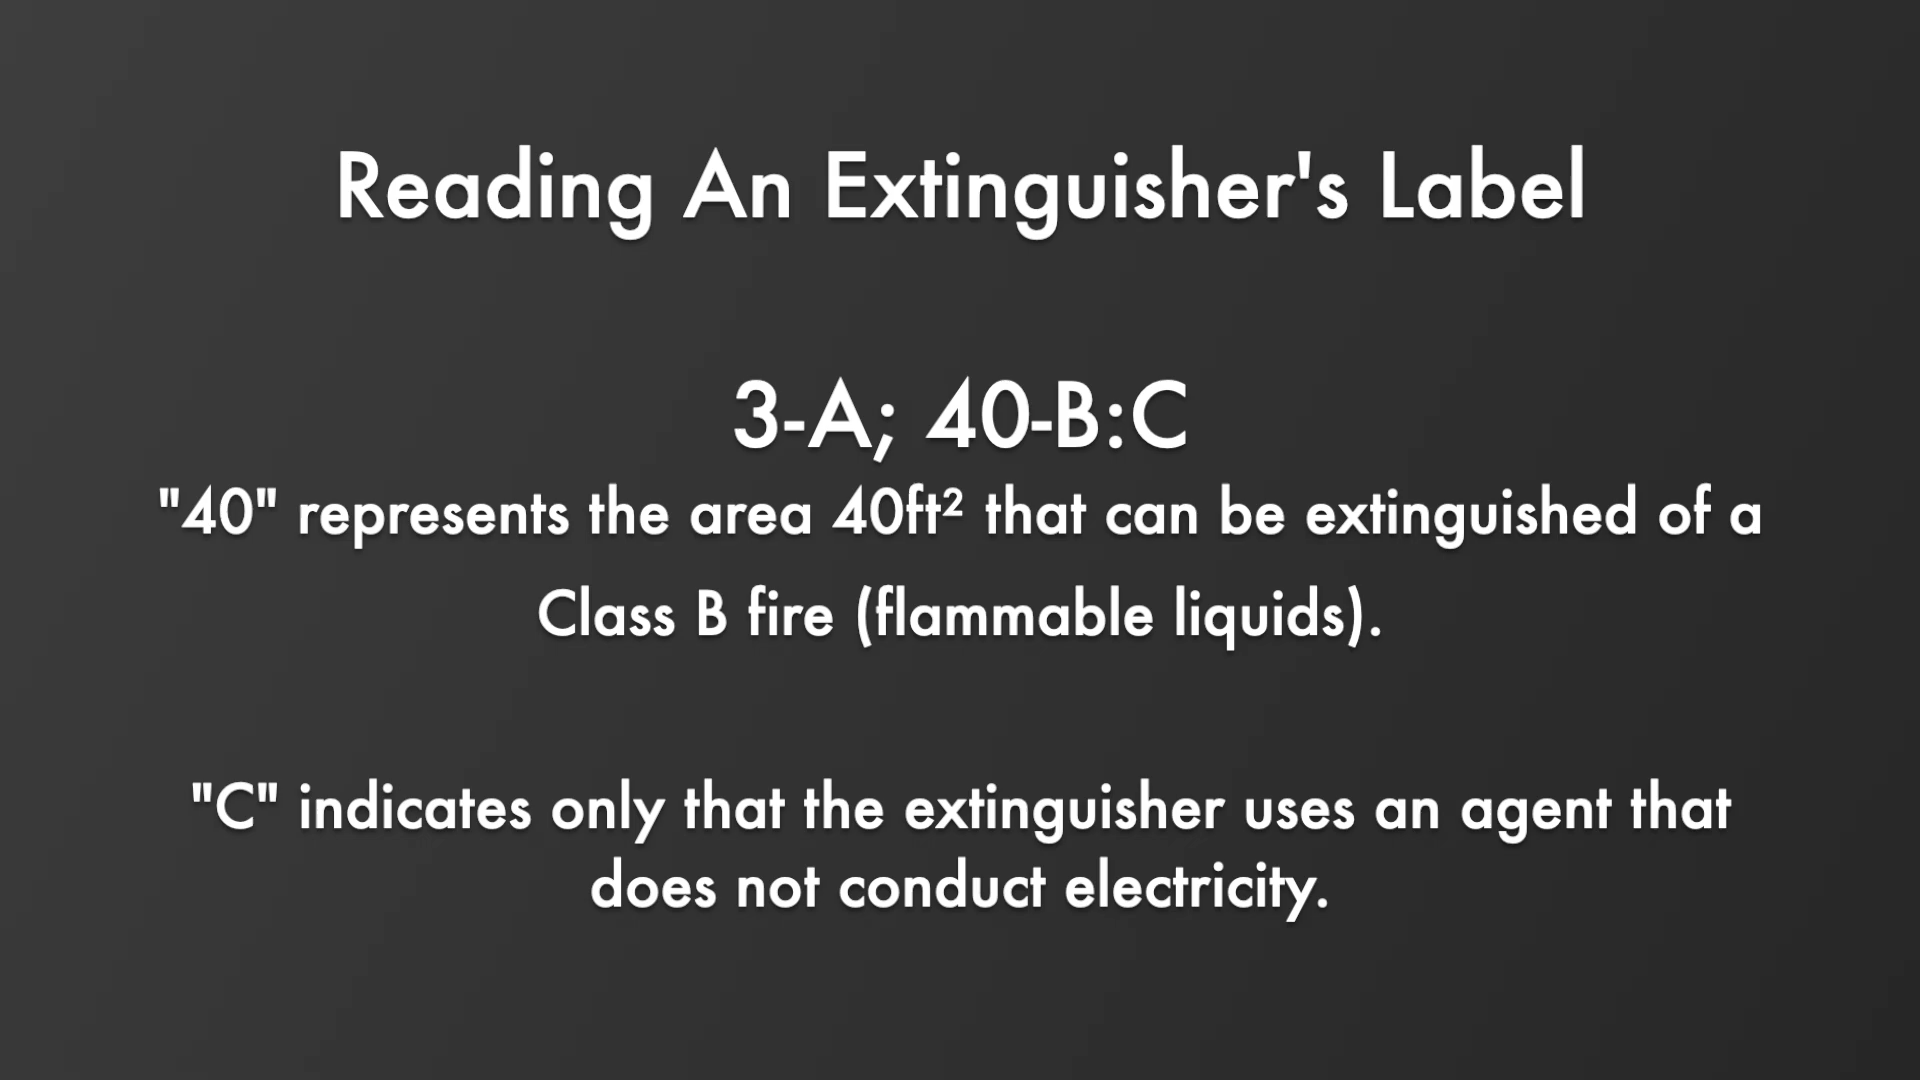 Reading An Extinguisher's Label
3-A; 40-B:C
"40" represents the area 40ft² that can be extinguished of a
Class B fire (flammable liquids).
"C" indicates only that the extinguisher uses an agent that
does not conduct electricity.